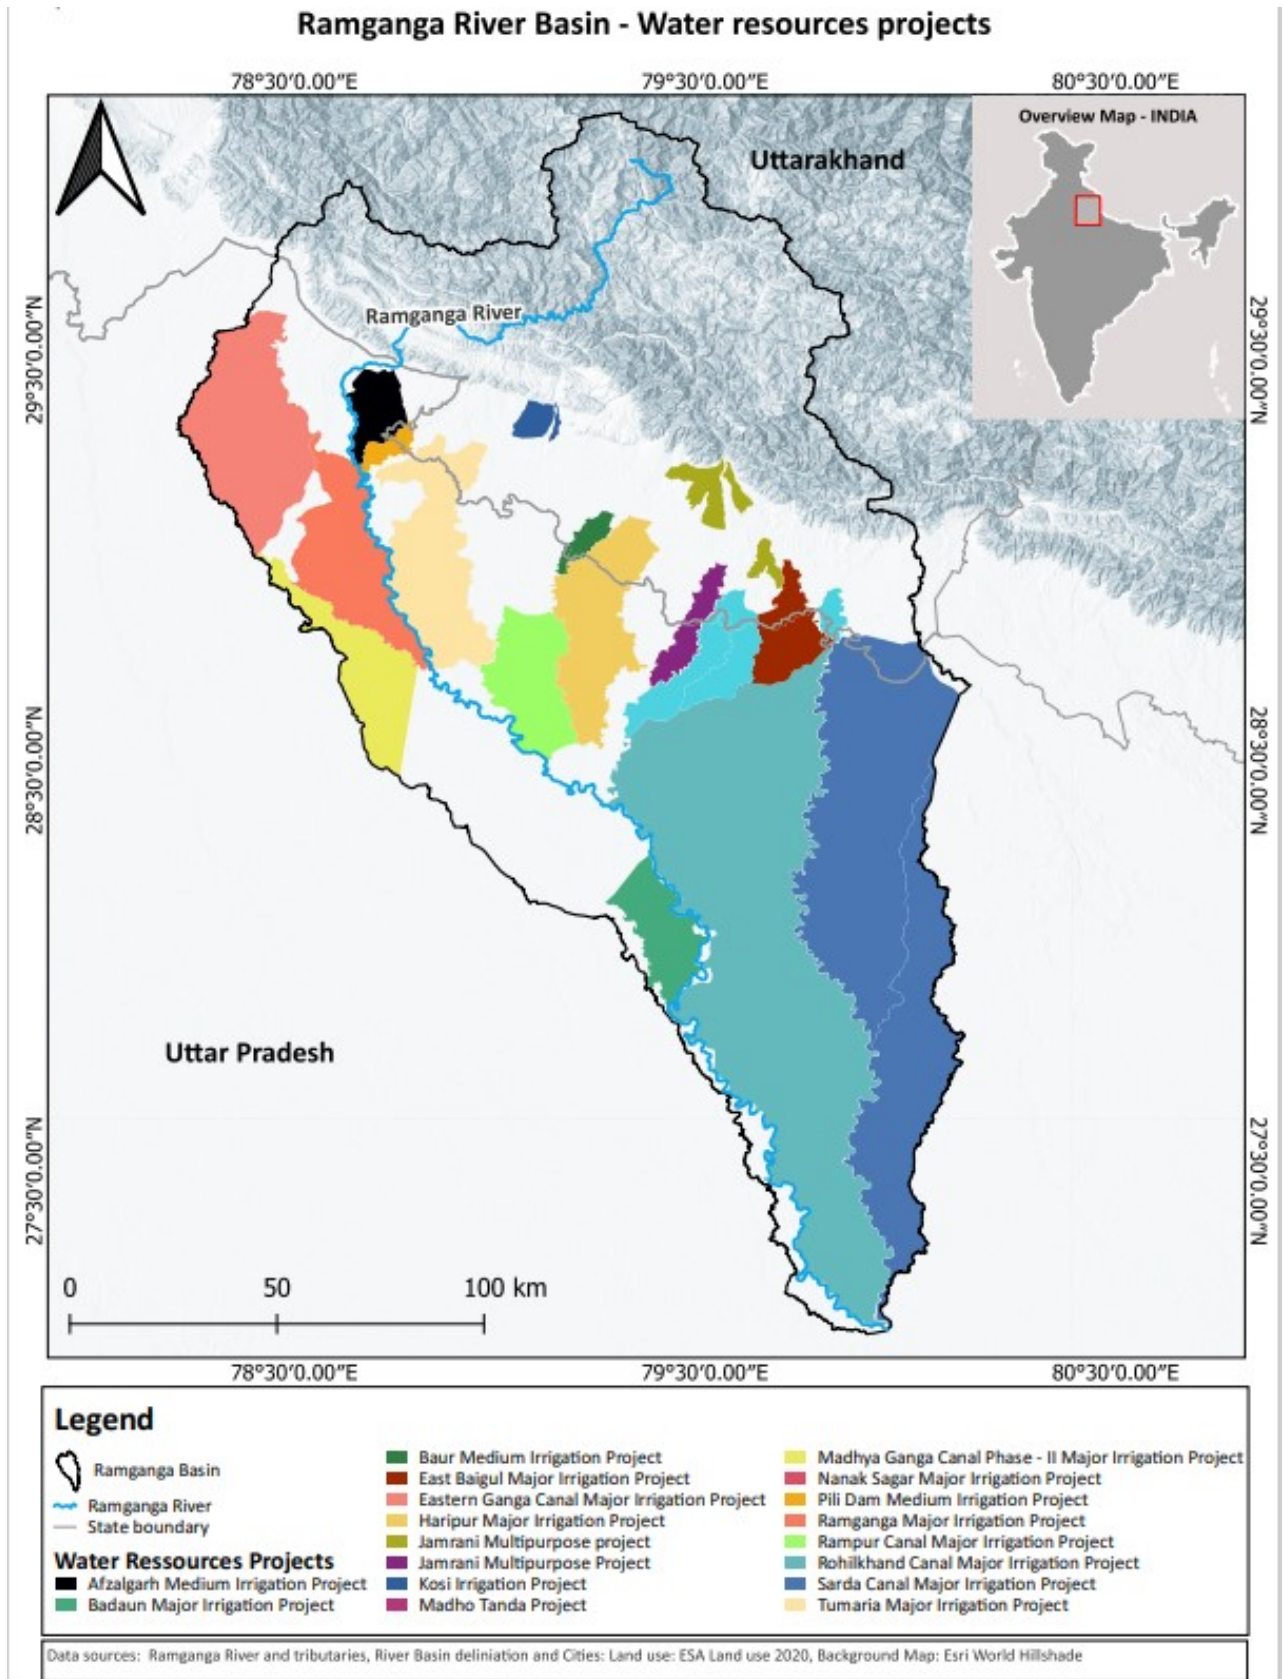 Ramganga River Basin - Water resources projects
78°30'0.00"E 79°30'0.00"E 80°30'0.00"E
Overview Map - INDIA
Uttarakhand
Ramganga River
29°30'0.00"N
29°30'0.00"N
28°30'0.00"N
28°30'0.00"N
Uttar Pradesh
27°30'0.00"N
27°30'0.00"N
0 50 100 km
78°30'0.00"E 79°30'0.00"E 80°30'0.00"E
Legend
Ramganga Basin
Ramganga River
State boundary
Water Ressources Projects
Afzalgarh Medium Irrigation Project
Badaun Major Irrigation Project
Baur Medium Irrigation Project
East Baigul Major Irrigation Project
Eastern Ganga Canal Major Irrigation Project
Haripur Major Irrigation Project
Jamrani Multipurpose project
Jamrani Multipurpose Project
Kosi Irrigation Project
Madho Tanda Project
Madhya Ganga Canal Phase - II Major Irrigation Project
Nanak Sagar Major Irrigation Project
Pili Dam Medium Irrigation Project
Ramganga Major Irrigation Project
Rampur Canal Major Irrigation Project
Rohilkhand Canal Major Irrigation Project
Sarda Canal Major Irrigation Project
Tumaria Major Irrigation Project
Data sources: Ramganga River and tributaries, River Basin deliniation and Cities: Land use: ESA Land use 2020, Background Map: Esri World Hillshade